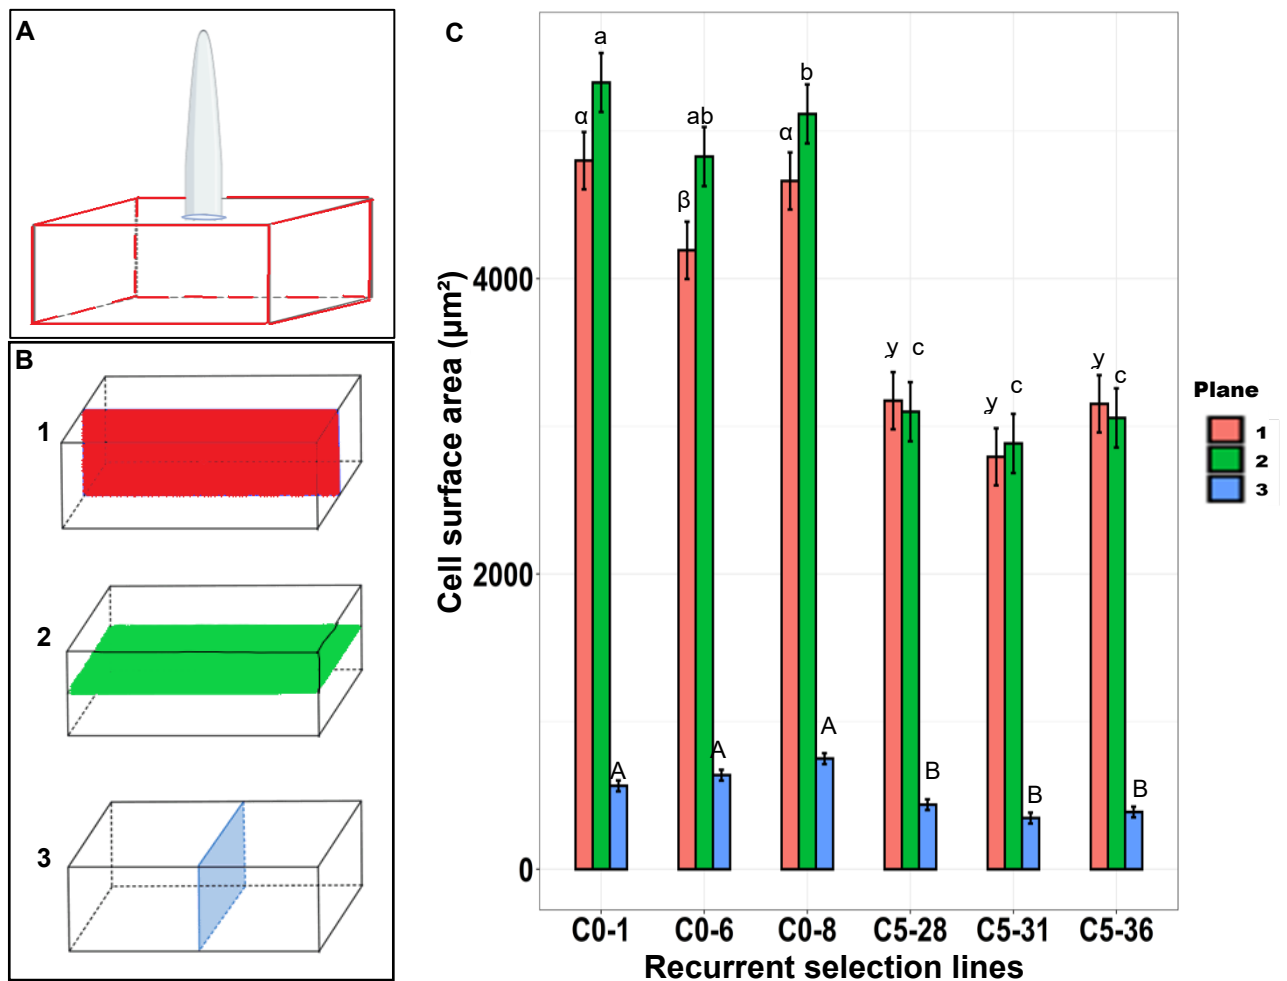 A
B
1
2
3
C
a
α
ab
β
b
α
y c
y c
y c
A
A
A
B
B
B
4000
2000
0
Cell surface area (µm²)
C0-1 C0-6 C0-8 C5-28 C5-31 C5-36
Recurrent selection lines
Plane
1
2
3